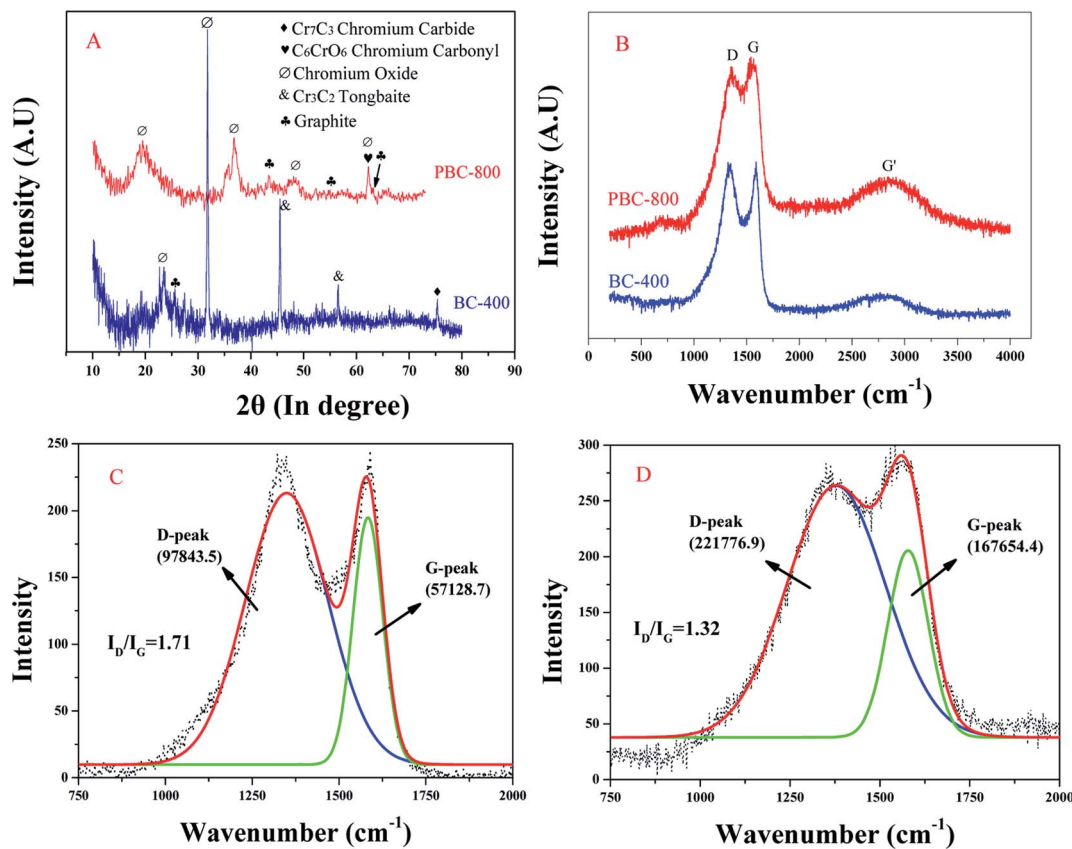 A
♦ Cr7C3 Chromium Carbide
♥ C6CrO6 Chromium Carbonyl
∅ Chromium Oxide
& Cr3C2 Tongbaite
♣ Graphite
∅
∅
∅
∅
∅
♣
♣
♥
♣
PBC-800
&
∅
♣
&
♦
BC-400
Intensity (A.U)
10 20 30 40 50 60 70 80 90
2θ (In degree)
B
D
G
G'
PBC-800
BC-400
Intensity (A.U)
500 1000 1500 2000 2500 3000 3500 4000
Wavenumber (cm-1)
C
D-peak
(97843.5)
G-peak
(57128.7)
ID/IG=1.71
Intensity
250
200
150
100
50
0
750 1000 1250 1500 1750 2000
Wavenumber (cm-1)
D
D-peak
(221776.9)
G-peak
(167654.4)
ID/IG=1.32
Intensity
300
250
200
150
100
50
0
750 1000 1250 1500 1750 2000
Wavenumber (cm-1)